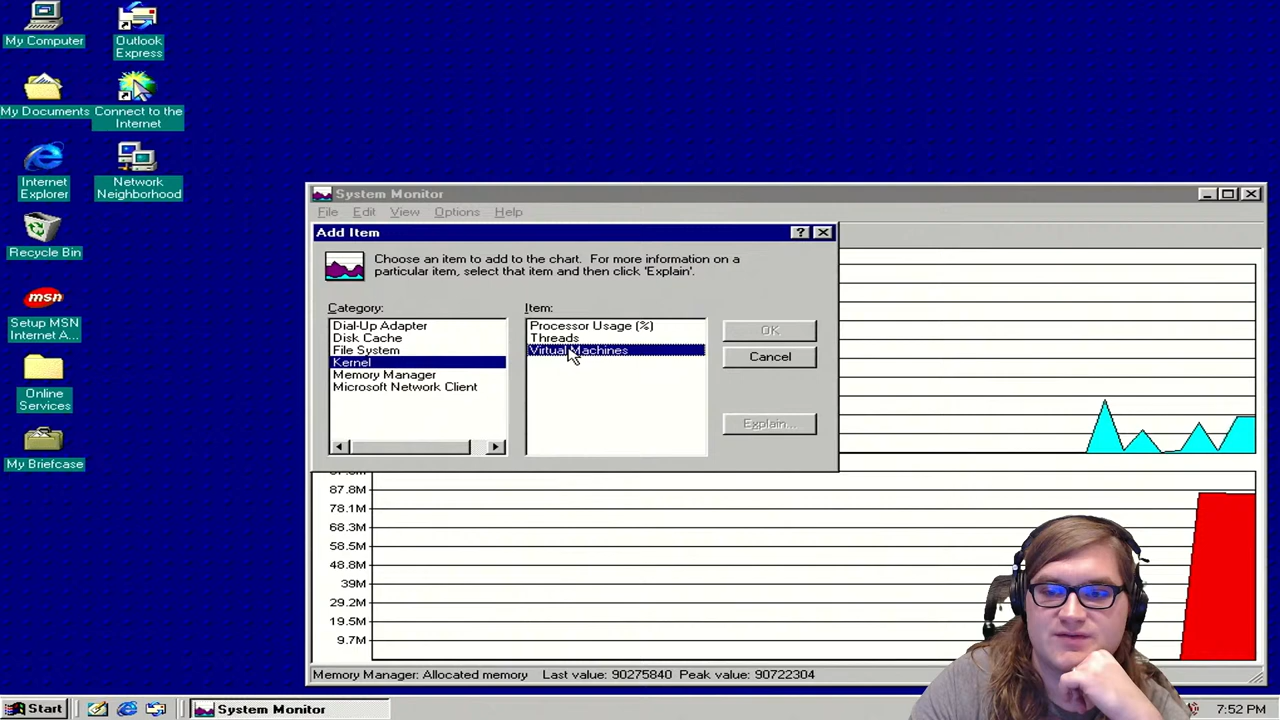 My Computer
Outlook
Express
My Documents
Connect to the
Internet
Internet
Explorer
Network
Neighborhood
Recycle Bin
msn
Setup MSN
Internet A...
Online
Services
My Briefcase
System Monitor
File Edit View Options Help
Add Item
Choose an item to add to the chart. For more information on a
particular item, select that item and then click 'Explain'.
Category:
Dial-Up Adapter
Disk Cache
File System
Kernel
Memory Manager
Microsoft Network Client
Item:
Processor Usage (%)
Threads
Virtual Machines
OK
Cancel
Explain...
87.8M
78.1M
68.3M
58.5M
48.8M
39M
29.2M
19.5M
9.7M
Memory Manager: Allocated memory Last value: 90275840 Peak value: 90722304
Start
System Monitor
7:52 PM